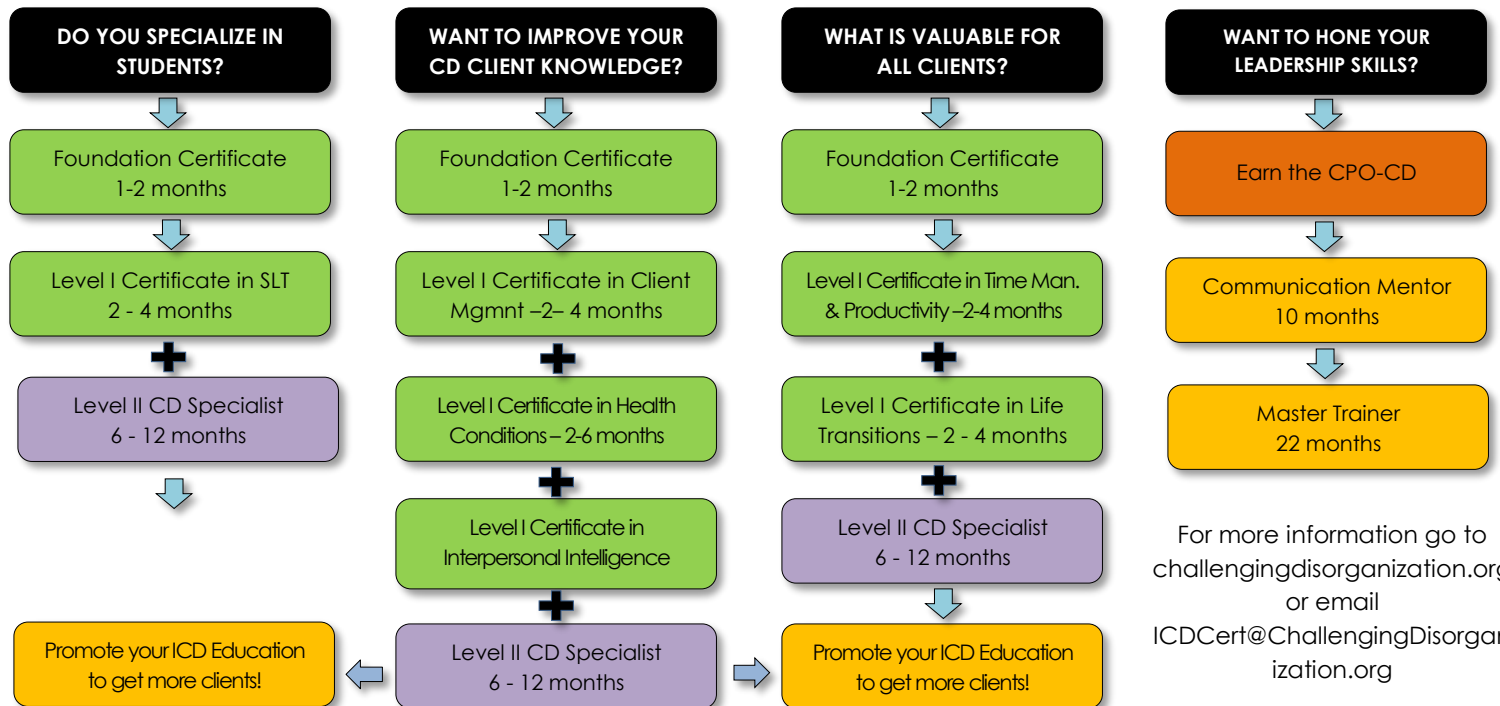 DO YOU SPECIALIZE IN
STUDENTS?
Foundation Certificate
1-2 months
Level I Certificate in SLT
2 - 4 months
Level II CD Specialist
6 - 12 months
Promote your ICD Education
to get more clients!
WANT TO IMPROVE YOUR
CD CLIENT KNOWLEDGE?
Foundation Certificate
1-2 months
Level I Certificate in Client
Mgmnt –2– 4 months
Level I Certificate in Health
Conditions – 2-6 months
Level I Certificate in
Interpersonal Intelligence
Level II CD Specialist
6 - 12 months
WHAT IS VALUABLE FOR
ALL CLIENTS?
Foundation Certificate
1-2 months
Level I Certificate in Time Man.
& Productivity –2-4 months
Level I Certificate in Life
Transitions – 2 - 4 months
Level II CD Specialist
6 - 12 months
Promote your ICD Education
to get more clients!
WANT TO HONE YOUR
LEADERSHIP SKILLS?
Earn the CPO-CD
Communication Mentor
10 months
Master Trainer
22 months
For more information go to
challengingdisorganization.org
or email
ICDCert@ChallengingDisorgan
ization.org